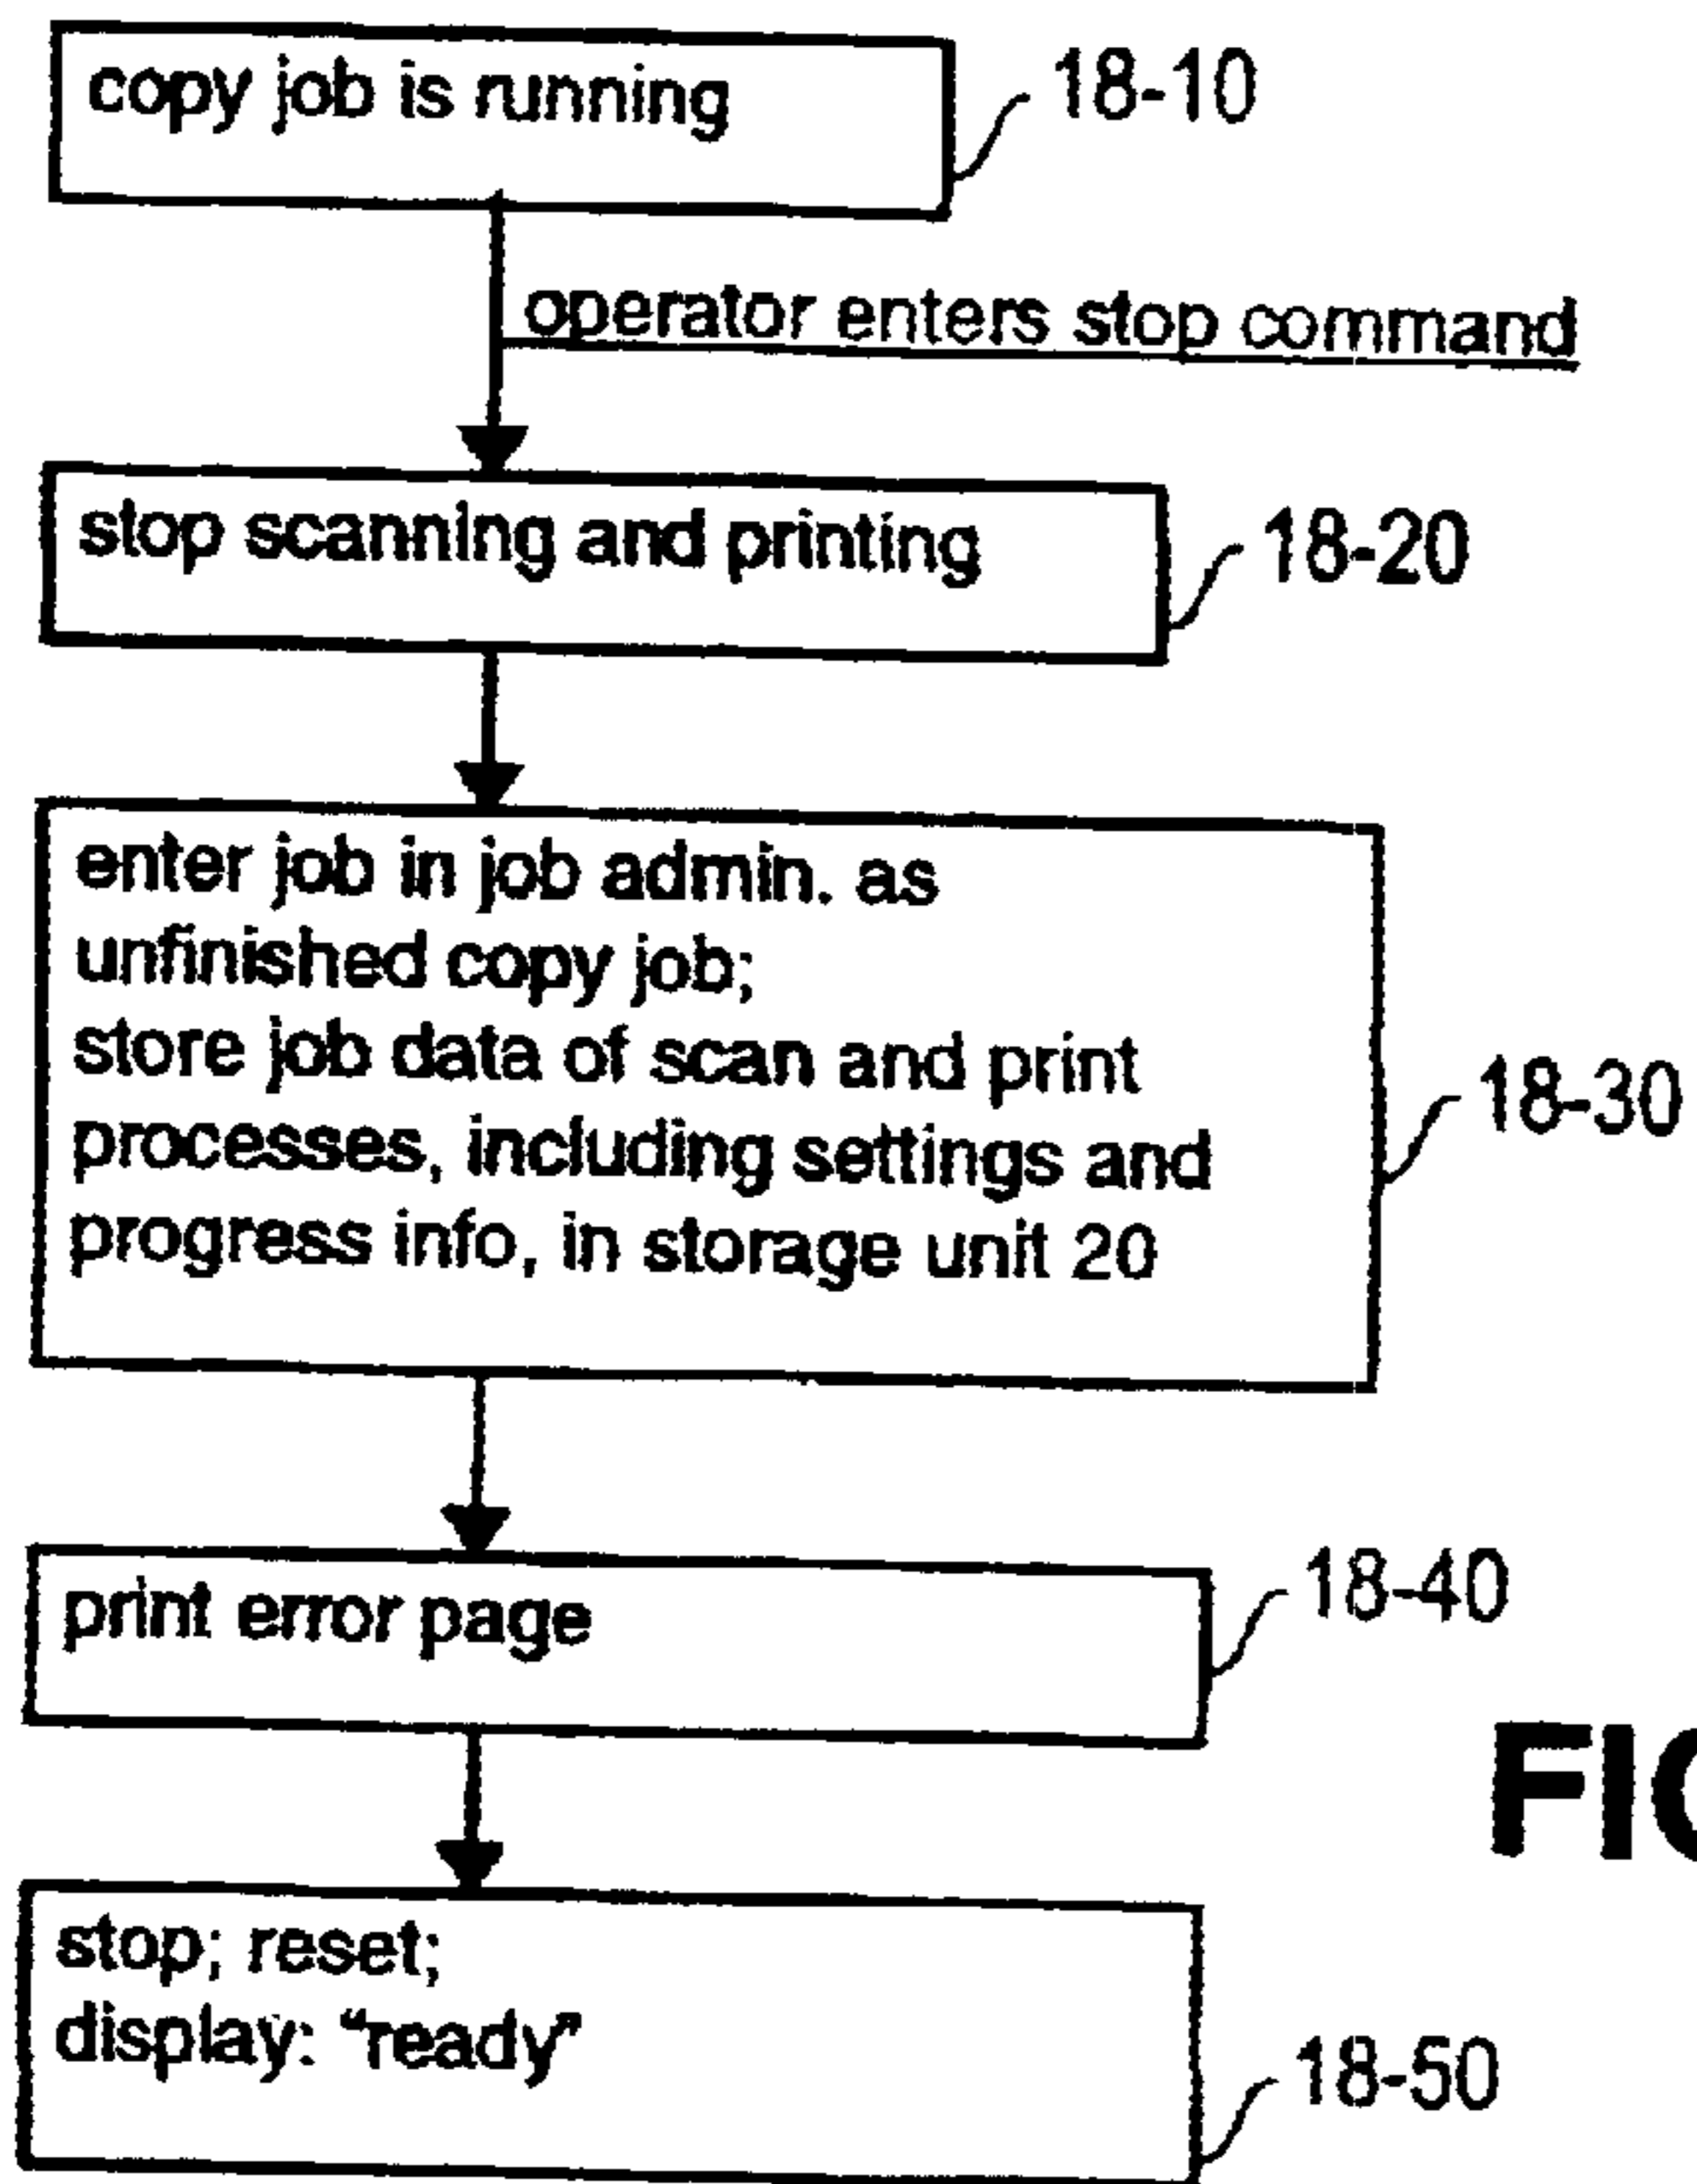 copy job is running
18-10
operator enters stop command
stop scanning and printing
18-20
enter job in job admin. as
unfinished copy job;
store job data of scan and print
processes, including settings and
progress info, in storage unit 20
18-30
print error page
18-40
stop; reset;
display: "ready"
18-50